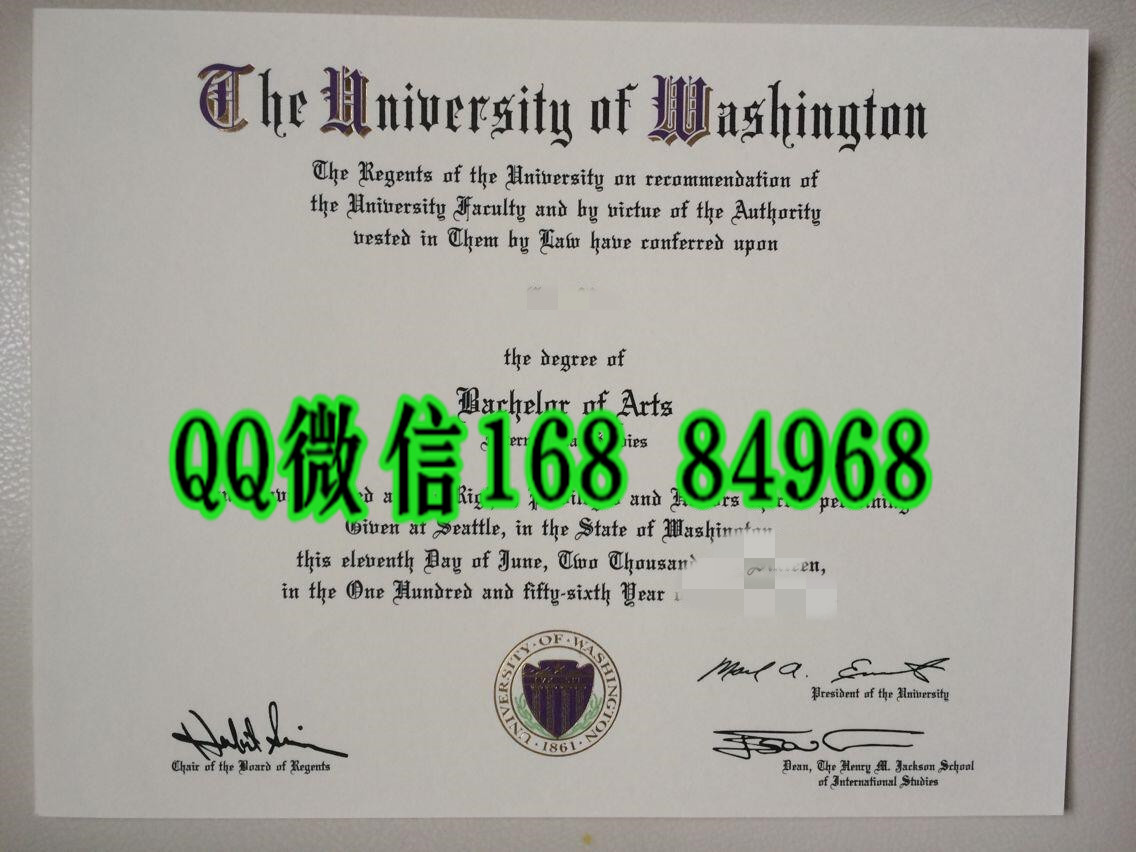 The University of Washington
The Regents of the University on recommendation of
the University Faculty and by virtue of the Authority
vested in Them by Law have conferred upon
the degree of
Bachelor of Arts
QQ微信168 84968
and
Given at Seattle, in the State of Washington
this eleventh Day of June, Two Thousand
in the One Hundred and fifty-sixth Year
UNIVERSITY·OF·WASHINGTON
·1861·
President of the University
Chair of the Board of Regents
Dean, The Henry M. Jackson School
of International Studies